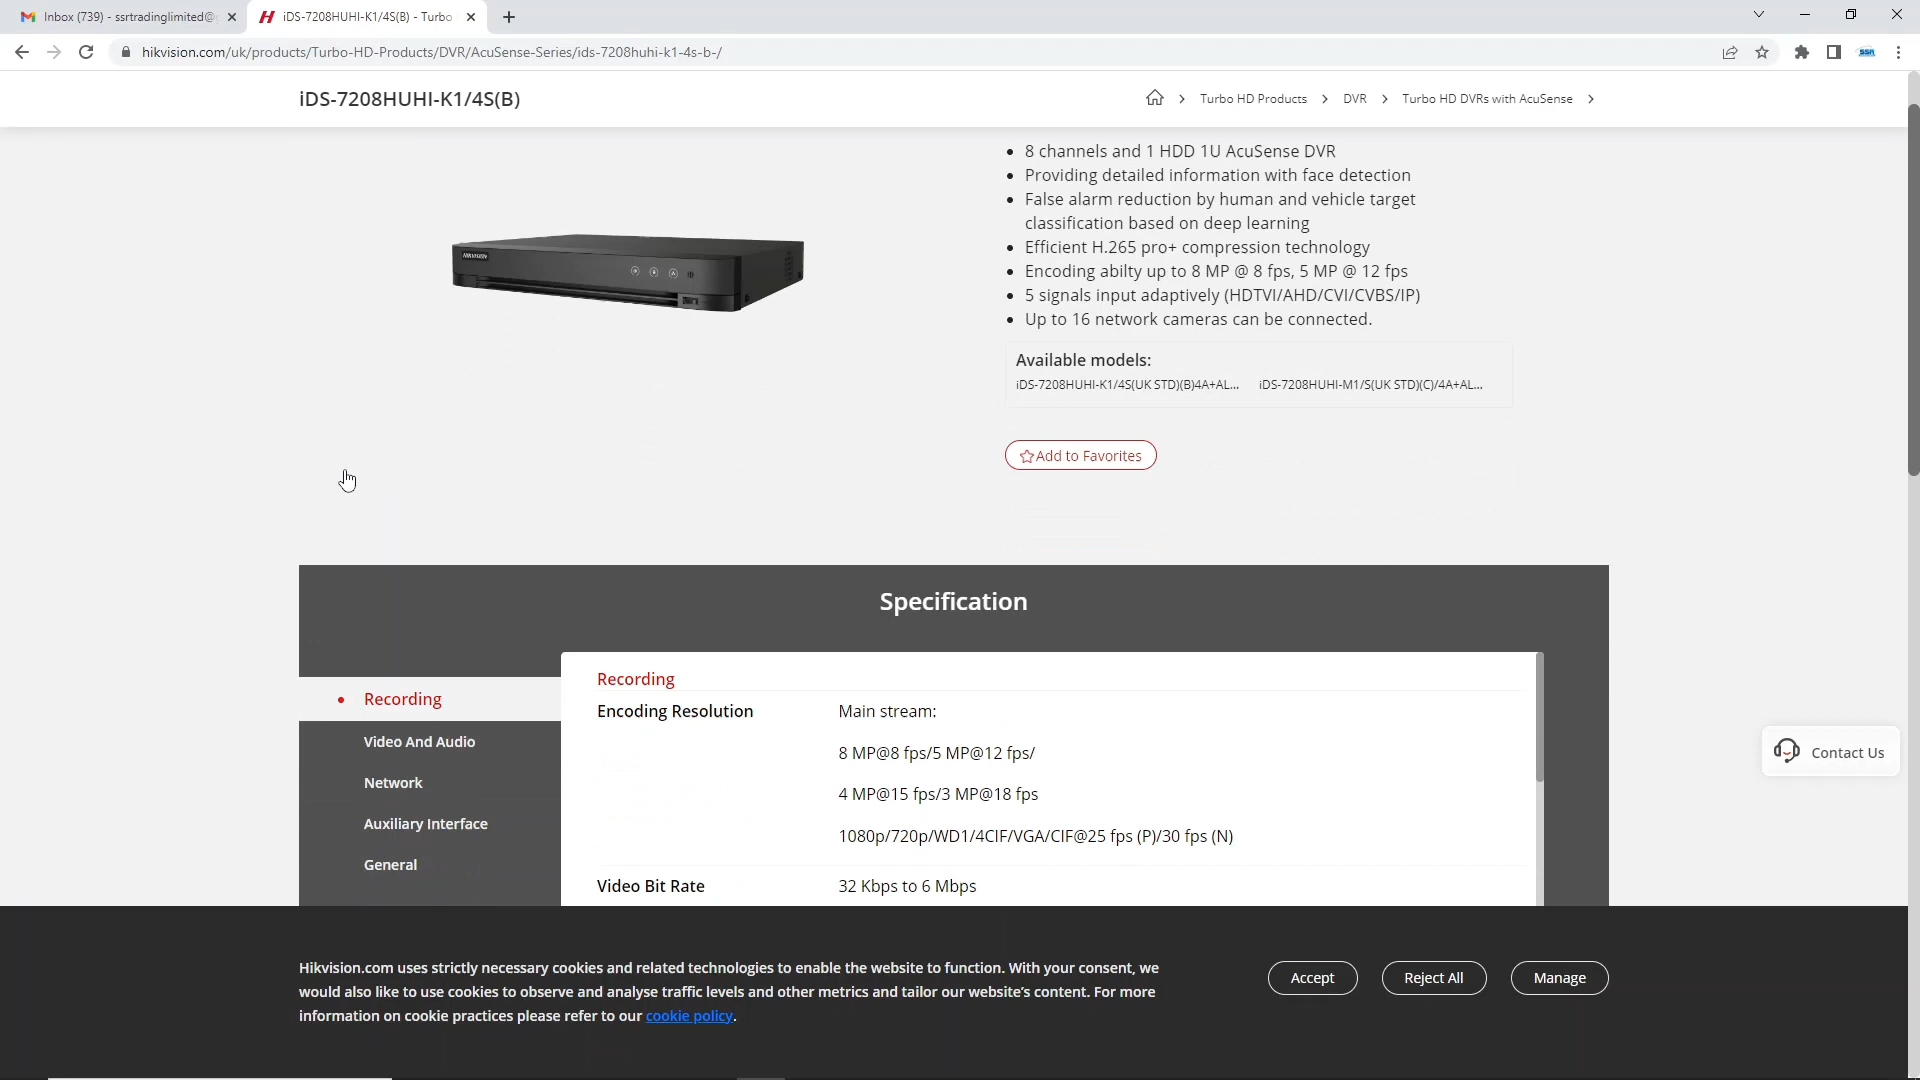 Inbox (739) - ssrtradinglimited@
iDS-7208HUHI-K1/4S(B) - Turbo
hikvision.com/uk/products/Turbo-HD-Products/DVR/AcuSense-Series/ids-7208huhi-k1-4s-b-/
SSR
iDS-7208HUHI-K1/4S(B)
Turbo HD Products
DVR
Turbo HD DVRs with AcuSense
8 channels and 1 HDD 1U AcuSense DVR
Providing detailed information with face detection
False alarm reduction by human and vehicle target
classification based on deep learning
Efficient H.265 pro+ compression technology
Encoding abilty up to 8 MP @ 8 fps, 5 MP @ 12 fps
5 signals input adaptively (HDTVI/AHD/CVI/CVBS/IP)
Up to 16 network cameras can be connected.
HIKVISION
Available models:
iDS-7208HUHI-K1/4S(UK STD)(B)4A+AL...
iDS-7208HUHI-M1/S(UK STD)(C)/4A+AL...
Add to Favorites
Specification
Recording
Video And Audio
Network
Auxiliary Interface
General
Recording
Encoding Resolution
Main stream:
8 MP@8 fps/5 MP@12 fps/
4 MP@15 fps/3 MP@18 fps
1080p/720p/WD1/4CIF/VGA/CIF@25 fps (P)/30 fps (N)
Video Bit Rate
32 Kbps to 6 Mbps
Contact Us
Hikvision.com uses strictly necessary cookies and related technologies to enable the website to function. With your consent, we
would also like to use cookies to observe and analyse traffic levels and other metrics and tailor our website's content. For more
information on cookie practices please refer to our cookie policy.
Accept
Reject All
Manage